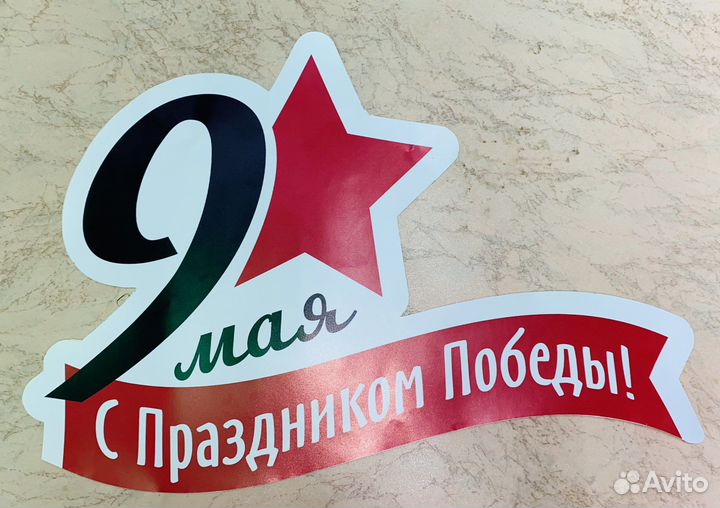 9
мая
С Праздником Победы!
Avito